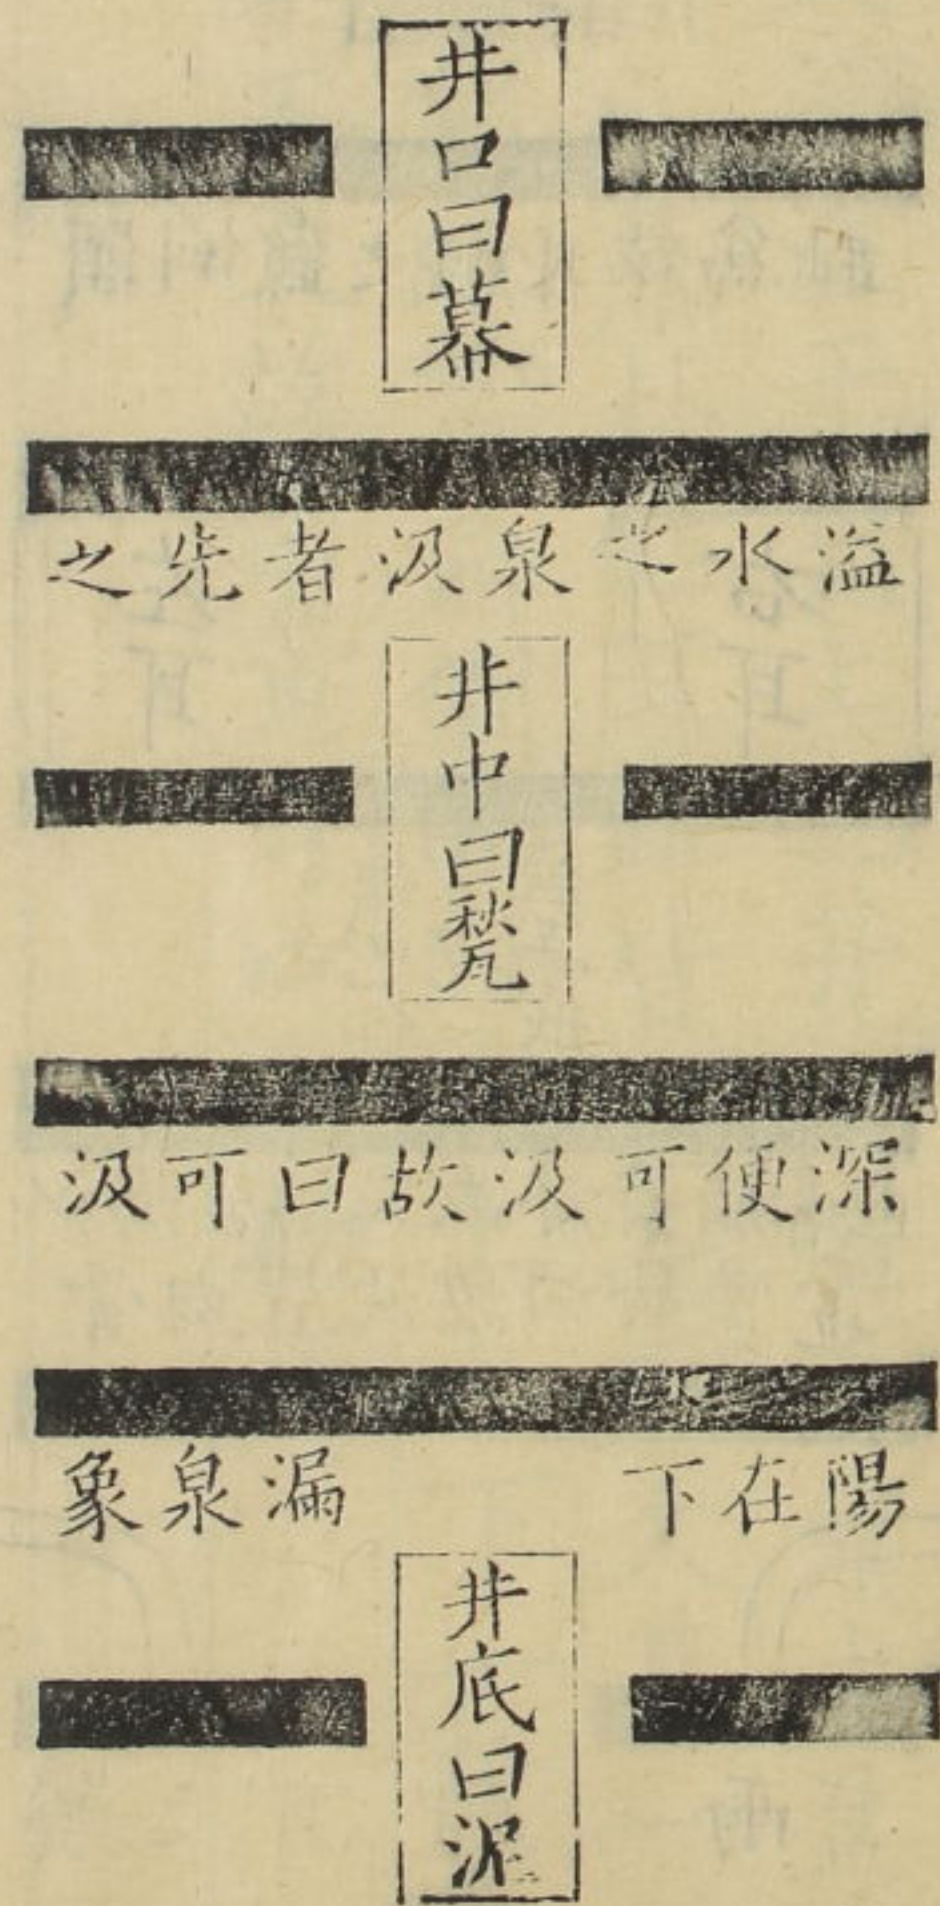 井口曰幕
溢水之泉汲者先之
井中曰甃
深便可汲故曰可汲
陽在下 漏泉象
井底曰泥